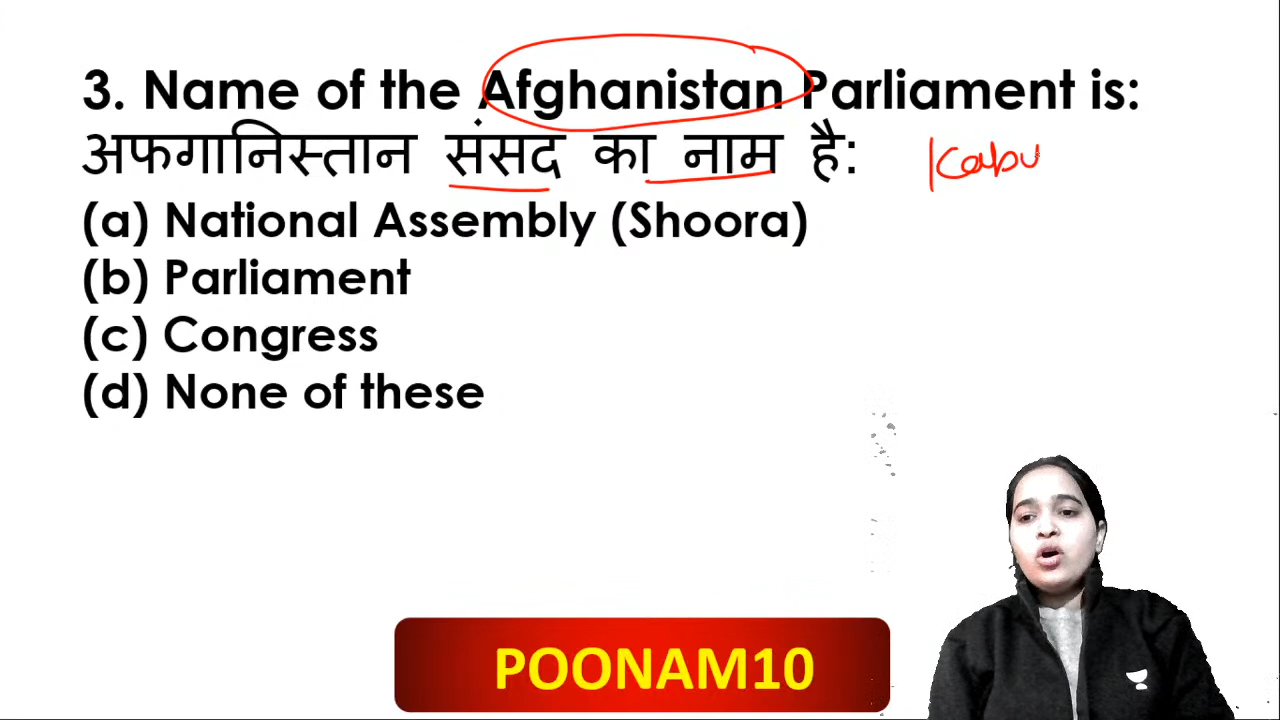 3. Name of the Afghanistan Parliament is:
अफगानिस्तान संसद का नाम है: Kabu
(a) National Assembly (Shoora)
(b) Parliament
(c) Congress
(d) None of these
POONAM10